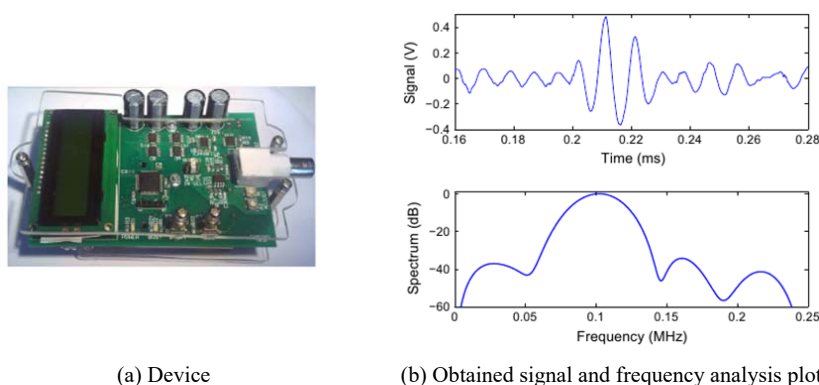 0.4
0.2
0
−0.2
−0.4
Signal (V)
0.16 0.18 0.2 0.22 0.24 0.26 0.28
Time (ms)
0
−20
−40
−60
Spectrum (dB)
0 0.05 0.1 0.15 0.2 0.25
Frequency (MHz)
(a) Device
(b) Obtained signal and frequency analysis plot